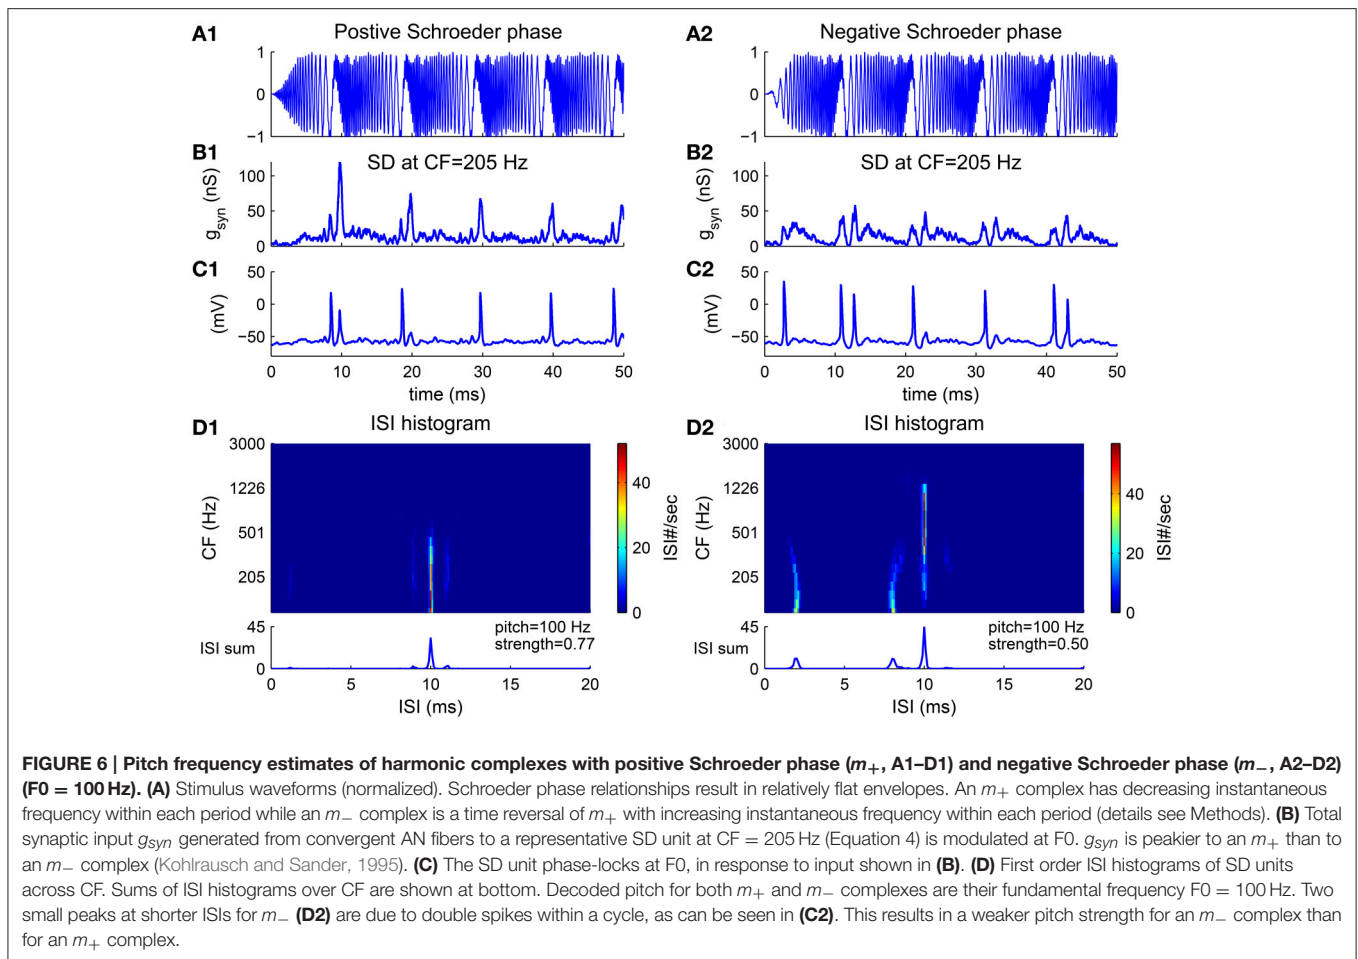 A1
Postive Schroeder phase
1
0
−1
B1
SD at CF=205 Hz
g_syn (nS)
100
50
0
C1
50
0
−50
(mV)
0 10 20 30 40 50
time (ms)
D1
ISI histogram
3000
1226
501
205
CF (Hz)
40
20
0
ISI#/sec
45
ISI sum
0
pitch=100 Hz
strength=0.77
0 5 10 15 20
ISI (ms)
A2
Negative Schroeder phase
1
0
−1
B2
SD at CF=205 Hz
g_syn (nS)
100
50
0
C2
50
0
−50
(mV)
0 10 20 30 40 50
time (ms)
D2
ISI histogram
3000
1226
501
205
CF (Hz)
40
20
0
ISI#/sec
45
ISI sum
0
pitch=100 Hz
strength=0.50
0 5 10 15 20
ISI (ms)
FIGURE 6 | Pitch frequency estimates of harmonic complexes with positive Schroeder phase (m+, A1–D1) and negative Schroeder phase (m−, A2–D2)
(F0 = 100 Hz). (A) Stimulus waveforms (normalized). Schroeder phase relationships result in relatively flat envelopes. An m+ complex has decreasing instantaneous
frequency within each period while an m− complex is a time reversal of m+ with increasing instantaneous frequency within each period (details see Methods). (B) Total
synaptic input gsyn generated from convergent AN fibers to a representative SD unit at CF = 205 Hz (Equation 4) is modulated at F0. gsyn is peakier to an m+ than to
an m− complex (Kohlrausch and Sander, 1995). (C) The SD unit phase-locks at F0, in response to input shown in (B). (D) First order ISI histograms of SD units
across CF. Sums of ISI histograms over CF are shown at bottom. Decoded pitch for both m+ and m− complexes are their fundamental frequency F0 = 100 Hz. Two
small peaks at shorter ISIs for m− (D2) are due to double spikes within a cycle, as can be seen in (C2). This results in a weaker pitch strength for an m− complex than
for an m+ complex.